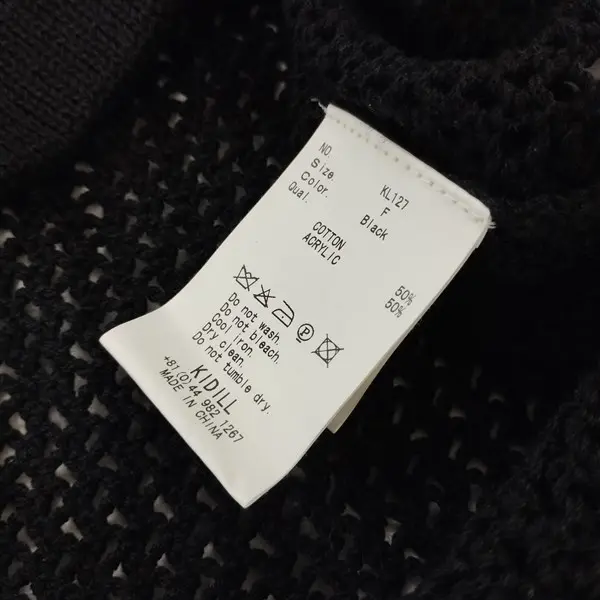 NO. KL127
Size. F
Color. Black
Qual.
COTTON 50%
ACRYLIC 50%
P
Do not wash.
Do not bleach.
Cool iron.
Dry clean.
Do not tumble dry.
KIDILL
+81(0)44 982 1267
MADE IN CHINA